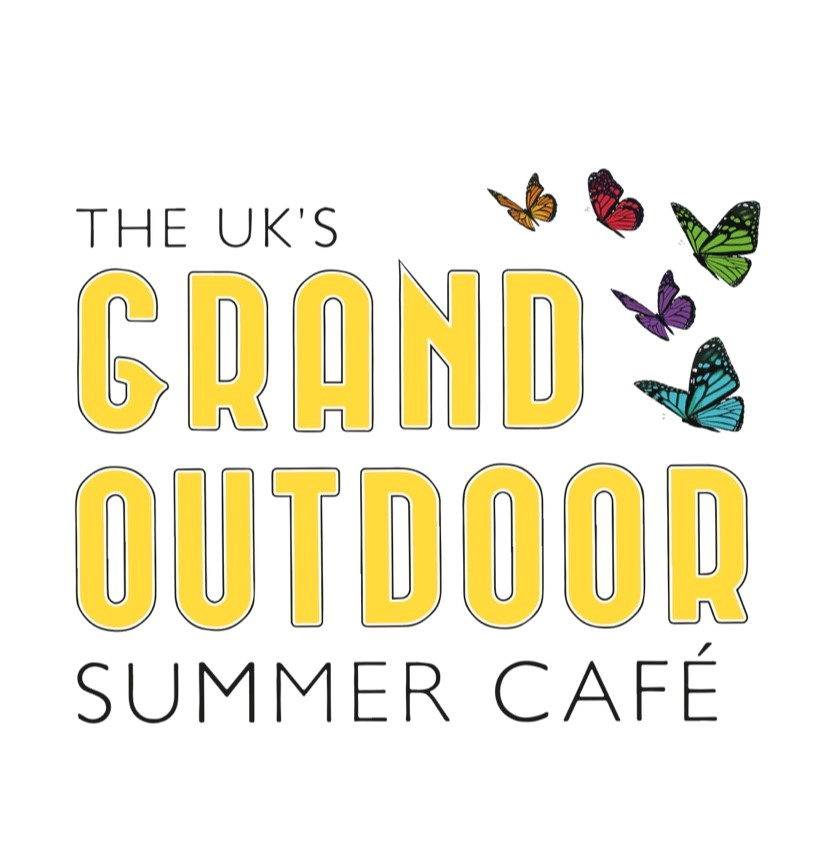 THE UK'S
GRAND
OUTDOOR
SUMMER CAFÉ